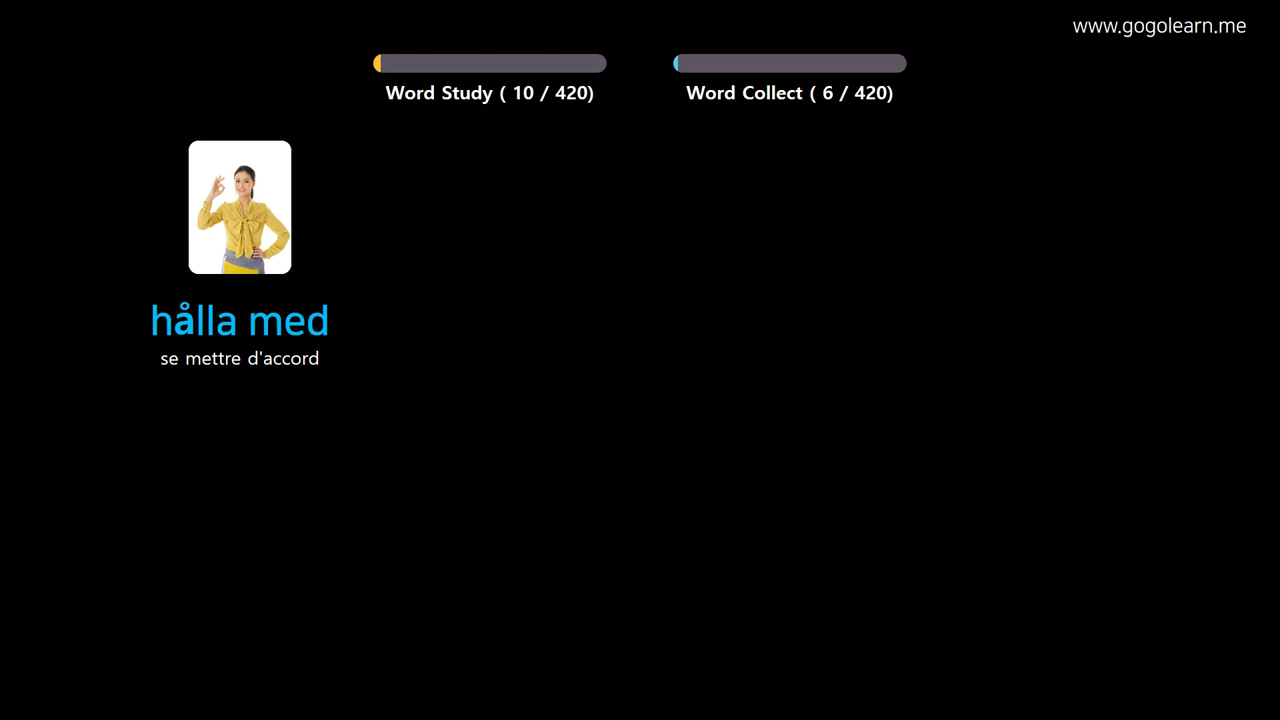 www.gogolearn.me
Word Study ( 10 / 420)
Word Collect ( 6 / 420)
hålla med
se mettre d'accord